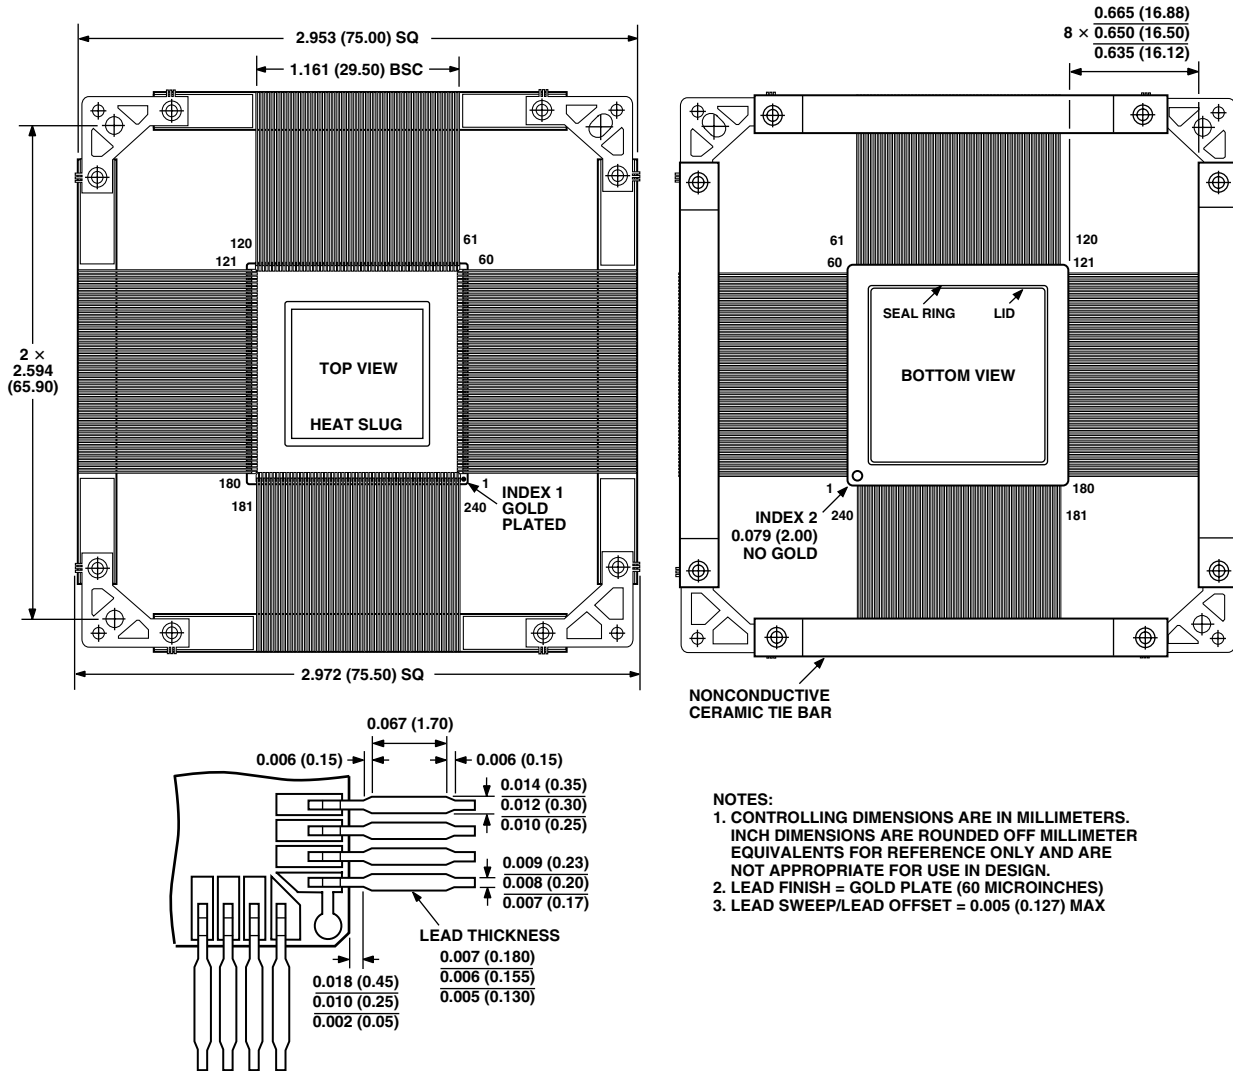 2.953 (75.00) SQ
1.161 (29.50) BSC
0.665 (16.88)
8 × 0.650 (16.50)
0.635 (16.12)
120
61
121
60
2 ×
2.594
(65.90)
TOP VIEW
HEAT SLUG
180
1
181
240
INDEX 1
GOLD
PLATED
2.972 (75.50) SQ
61
120
60
121
SEAL RING
LID
BOTTOM VIEW
1
180
240
181
INDEX 2
0.079 (2.00)
NO GOLD
NONCONDUCTIVE
CERAMIC TIE BAR
0.067 (1.70)
0.006 (0.15)
0.006 (0.15)
0.014 (0.35)
0.012 (0.30)
0.010 (0.25)
0.009 (0.23)
0.008 (0.20)
0.007 (0.17)
LEAD THICKNESS
0.007 (0.180)
0.006 (0.155)
0.005 (0.130)
0.018 (0.45)
0.010 (0.25)
0.002 (0.05)
NOTES:
1. CONTROLLING DIMENSIONS ARE IN MILLIMETERS.
INCH DIMENSIONS ARE ROUNDED OFF MILLIMETER
EQUIVALENTS FOR REFERENCE ONLY AND ARE
NOT APPROPRIATE FOR USE IN DESIGN.
2. LEAD FINISH = GOLD PLATE (60 MICROINCHES)
3. LEAD SWEEP/LEAD OFFSET = 0.005 (0.127) MAX